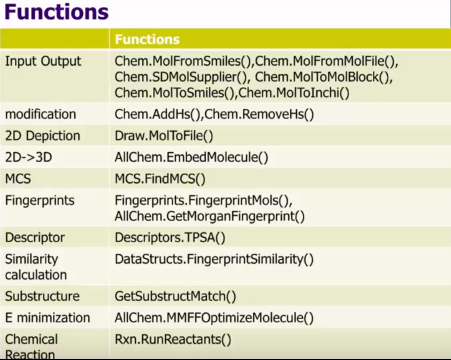 Functions
Functions
Input Output
Chem.MolFromSmiles(),Chem.MolFromMolFile(),
Chem.SDMolSupplier(), Chem.MolToMolBlock(),
Chem.MolToSmiles(),Chem.MolToInchi()
modification
Chem.AddHs(),Chem.RemoveHs()
2D Depiction
Draw.MolToFile()
2D->3D
AllChem.EmbedMolecule()
MCS
MCS.FindMCS()
Fingerprints
Fingerprints.FingerprintMols(),
AllChem.GetMorganFingerprint()
Descriptor
Descriptors.TPSA()
Similarity
calculation
DataStructs.FingerprintSimilarity()
Substructure
GetSubstructMatch()
E minimization
AllChem.MMFFOptimizeMolecule()
Chemical
Reaction
Rxn.RunReactants()